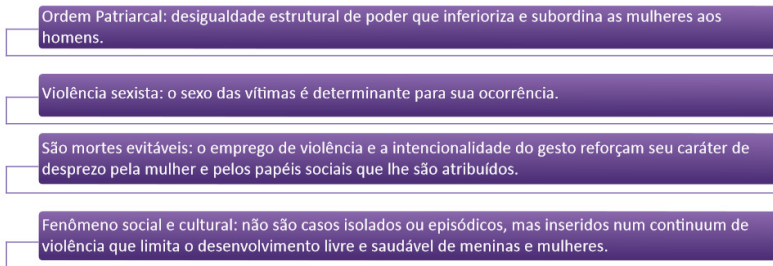 Ordem Patriarcal: desigualdade estrutural de poder que inferioriza e subordina as mulheres aos
homens.
Violência sexista: o sexo das vítimas é determinante para sua ocorrência.
São mortes evitáveis: o emprego de violência e a intencionalidade do gesto reforçam seu caráter de
desprezo pela mulher e pelos papéis sociais que lhe são atribuídos.
Fenômeno social e cultural: não são casos isolados ou episódicos, mas inseridos num continuum de
violência que limita o desenvolvimento livre e saudável de meninas e mulheres.